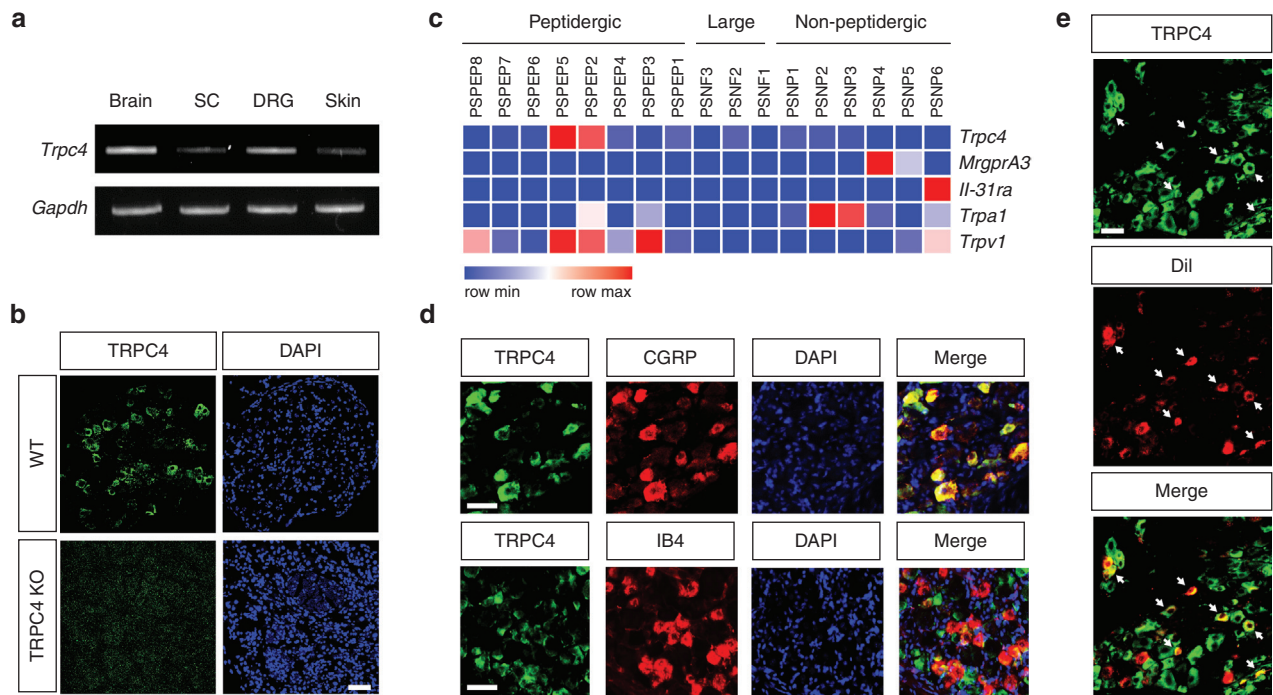 a
Brain SC DRG Skin
Trpc4
Gapdh
b
TRPC4 DAPI
WT
TRPC4 KO
c
Peptidergic Large Non-peptidergic
PSPEP8 PSPEP7 PSPEP6 PSPEP5 PSPEP2 PSPEP4 PSPEP3 PSPEP1 PSNF3 PSNF2 PSNF1 PSNP1 PSNP2 PSNP3 PSNP4 PSNP5 PSNP6
Trpc4
MrgprA3
Il-31ra
Trpa1
Trpv1
row min row max
d
TRPC4 CGRP DAPI Merge
TRPC4 IB4 DAPI Merge
e
TRPC4
DiI
Merge